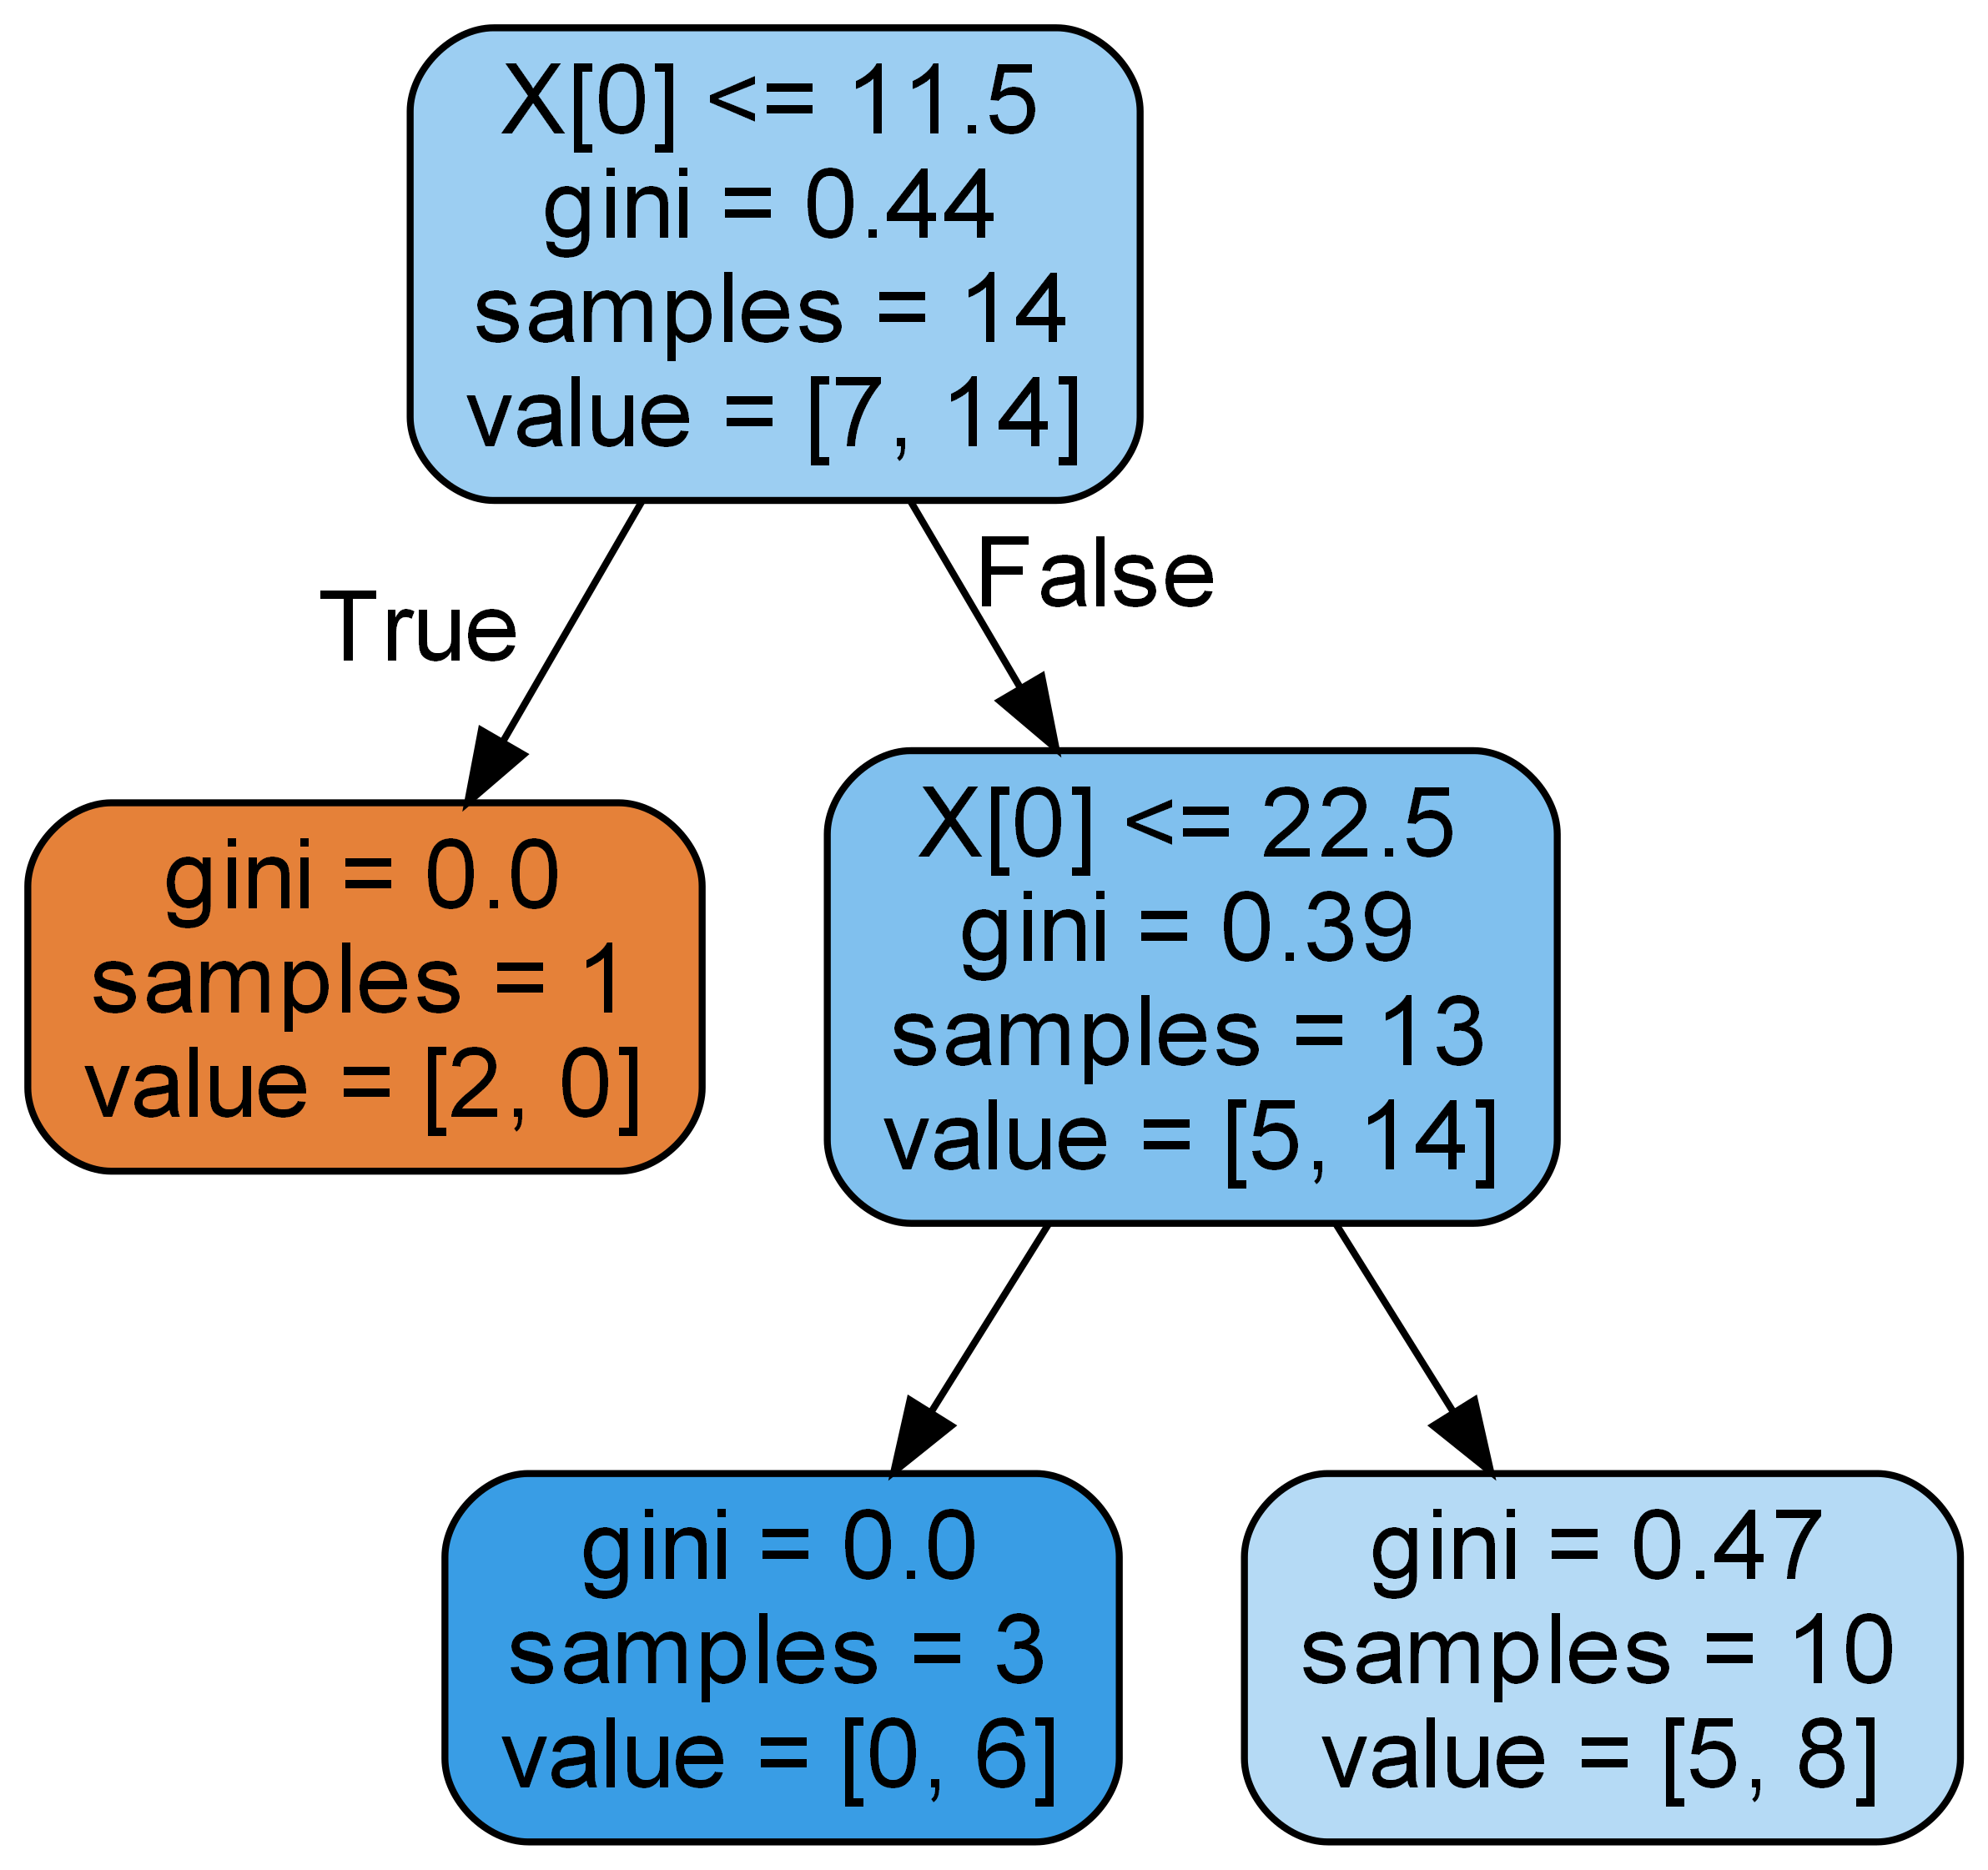 X[0] <= 11.5
gini = 0.44
samples = 14
value = [7, 14]
True
False
gini = 0.0
samples = 1
value = [2, 0]
X[0] <= 22.5
gini = 0.39
samples = 13
value = [5, 14]
gini = 0.0
samples = 3
value = [0, 6]
gini = 0.47
samples = 10
value = [5, 8]